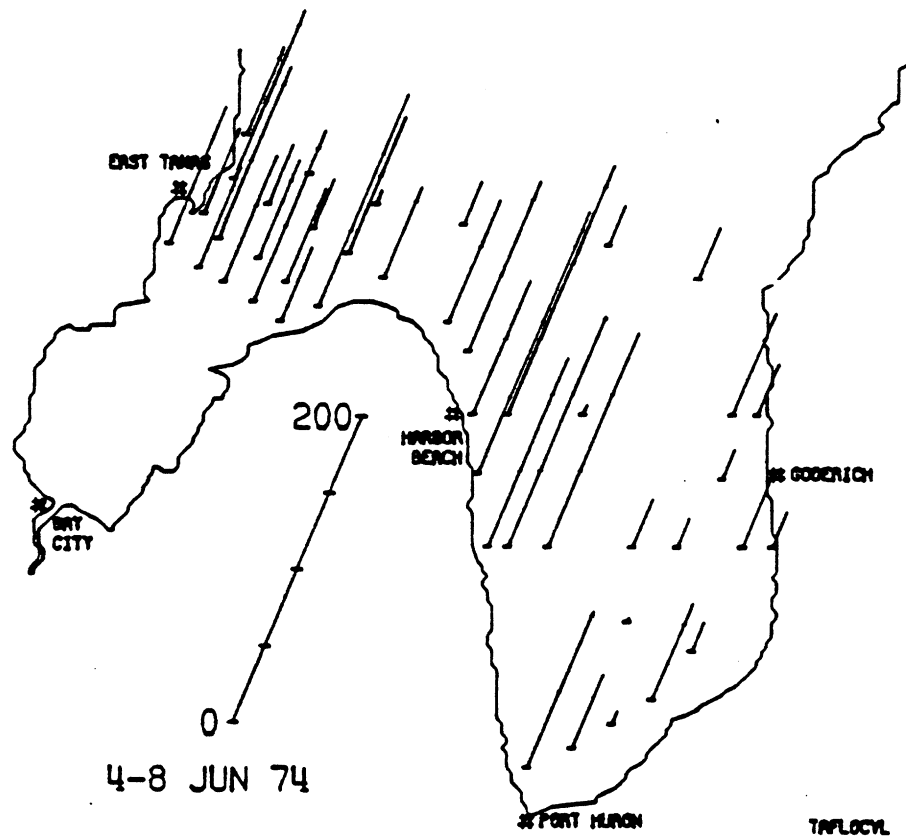 EAST TAWAS
200
HARBOR
BEACH
GODERICH
BAY
CITY
0
4-8 JUN 74
PORT HURON
TAFLOCYL